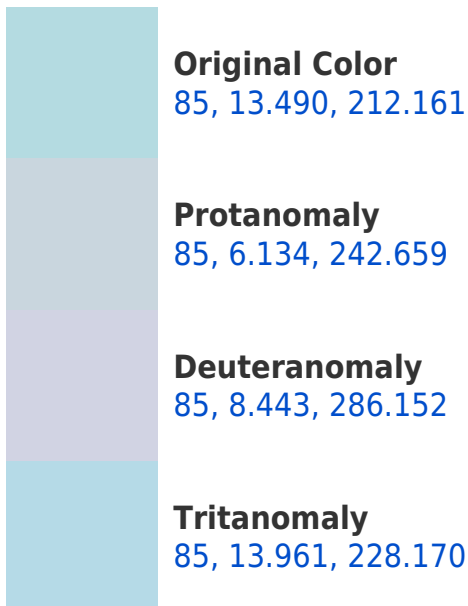 Original Color
85, 13.490, 212.161
Protanomaly
85, 6.134, 242.659
Deuteranomaly
85, 8.443, 286.152
Tritanomaly
85, 13.961, 228.170